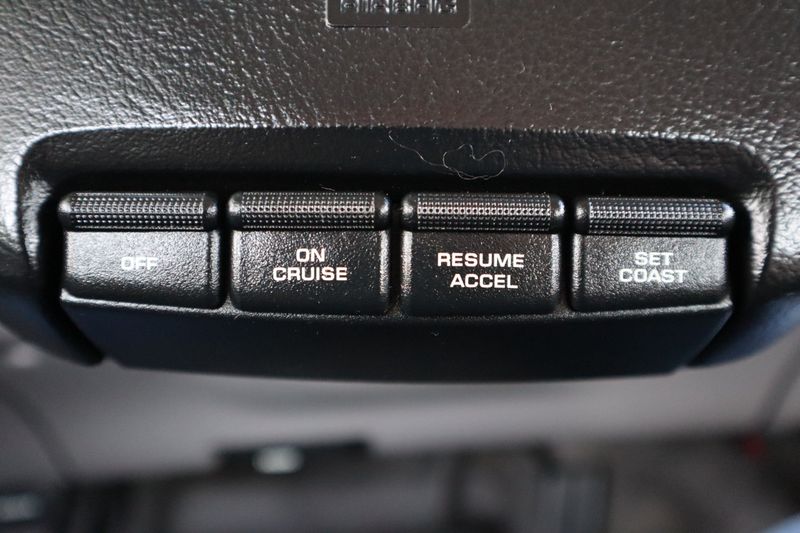 OFF
ON
CRUISE
RESUME
ACCEL
SET
COAST